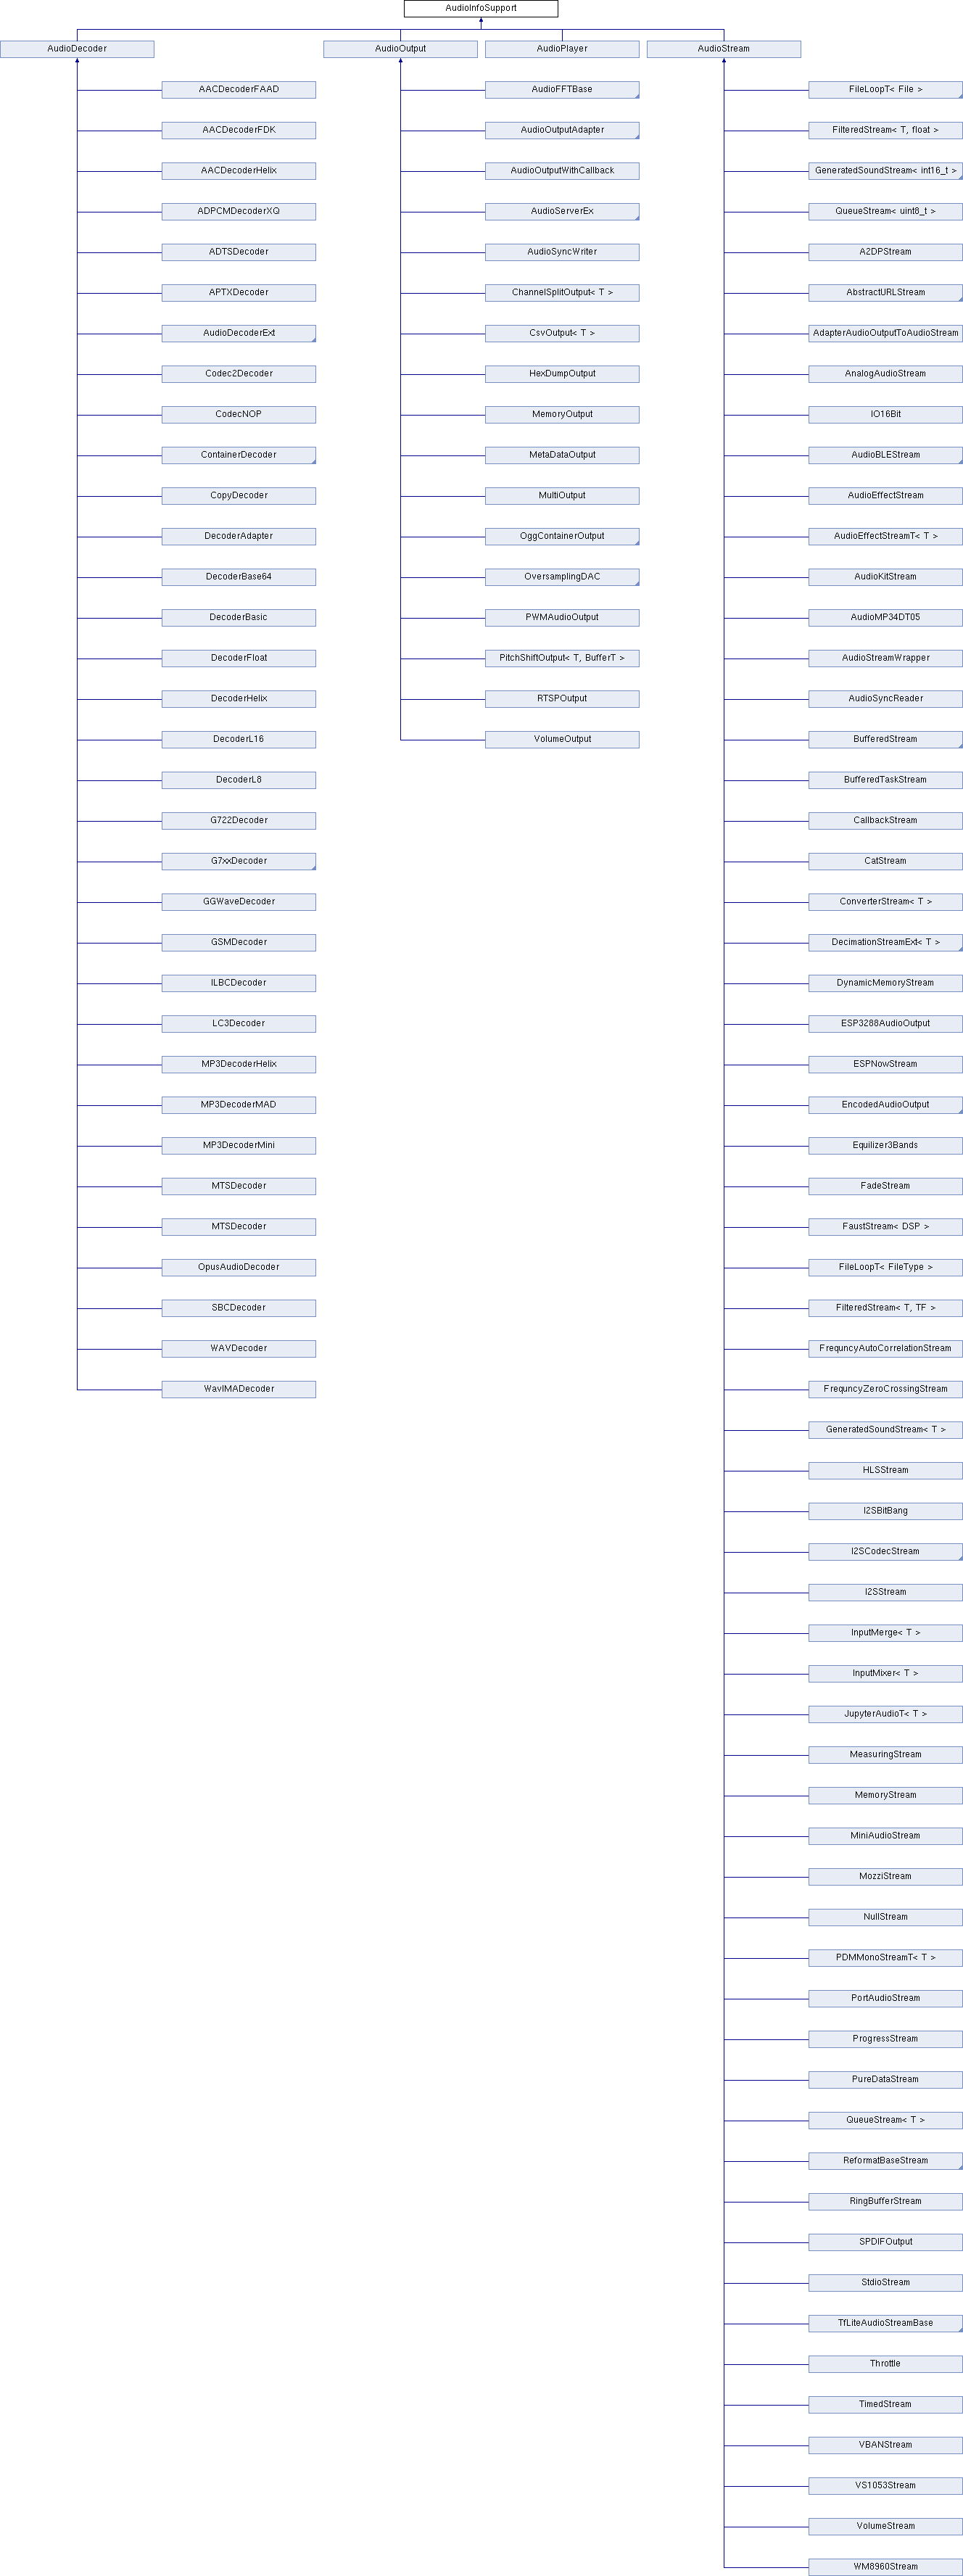 AudioInfoSupport
AudioDecoder
AudioOutput
AudioPlayer
AudioStream
AACDecoderFAAD
AACDecoderFDK
AACDecoderHelix
ADPCMDecoderXQ
ADTSDecoder
APTXDecoder
AudioDecoderExt
Codec2Decoder
CodecNOP
ContainerDecoder
CopyDecoder
DecoderAdapter
DecoderBase64
DecoderBasic
DecoderFloat
DecoderHelix
DecoderL16
DecoderL8
G722Decoder
G7xxDecoder
GGWaveDecoder
GSMDecoder
ILBCDecoder
LC3Decoder
MP3DecoderHelix
MP3DecoderMAD
MP3DecoderMini
MTSDecoder
MTSDecoder
OpusAudioDecoder
SBCDecoder
WAVDecoder
WavIMADecoder
AudioFFTBase
AudioOutputAdapter
AudioOutputWithCallback
AudioServerEx
AudioSyncWriter
ChannelSplitOutput< T >
CsvOutput< T >
HexDumpOutput
MemoryOutput
MetaDataOutput
MultiOutput
OggContainerOutput
OversamplingDAC
PWMAudioOutput
PitchShiftOutput< T, BufferT >
RTSPOutput
VolumeOutput
FileLoopT< File >
FilteredStream< T, float >
GeneratedSoundStream< int16_t >
QueueStream< uint8_t >
A2DPStream
AbstractURLStream
AdapterAudioOutputToAudioStream
AnalogAudioStream
IO16Bit
AudioBLEStream
AudioEffectStream
AudioEffectStreamT< T >
AudioKitStream
AudioMP34DT05
AudioStreamWrapper
AudioSyncReader
BufferedStream
BufferedTaskStream
CallbackStream
CatStream
ConverterStream< T >
DecimationStreamExt< T >
DynamicMemoryStream
ESP3288AudioOutput
ESPNowStream
EncodedAudioOutput
Equilizer3Bands
FadeStream
FaustStream< DSP >
FileLoopT< FileType >
FilteredStream< T, TF >
FrequncyAutoCorrelationStream
FrequncyZeroCrossingStream
GeneratedSoundStream< T >
HLSStream
I2SBitBang
I2SCodecStream
I2SStream
InputMerge< T >
InputMixer< T >
JupyterAudioT< T >
MeasuringStream
MemoryStream
MiniAudioStream
MozziStream
NullStream
PDMMonoStreamT< T >
PortAudioStream
ProgressStream
PureDataStream
QueueStream< T >
ReformatBaseStream
RingBufferStream
SPDIFOutput
StdioStream
TfLiteAudioStreamBase
Throttle
TimedStream
VBANStream
VS1053Stream
VolumeStream
WM8960Stream